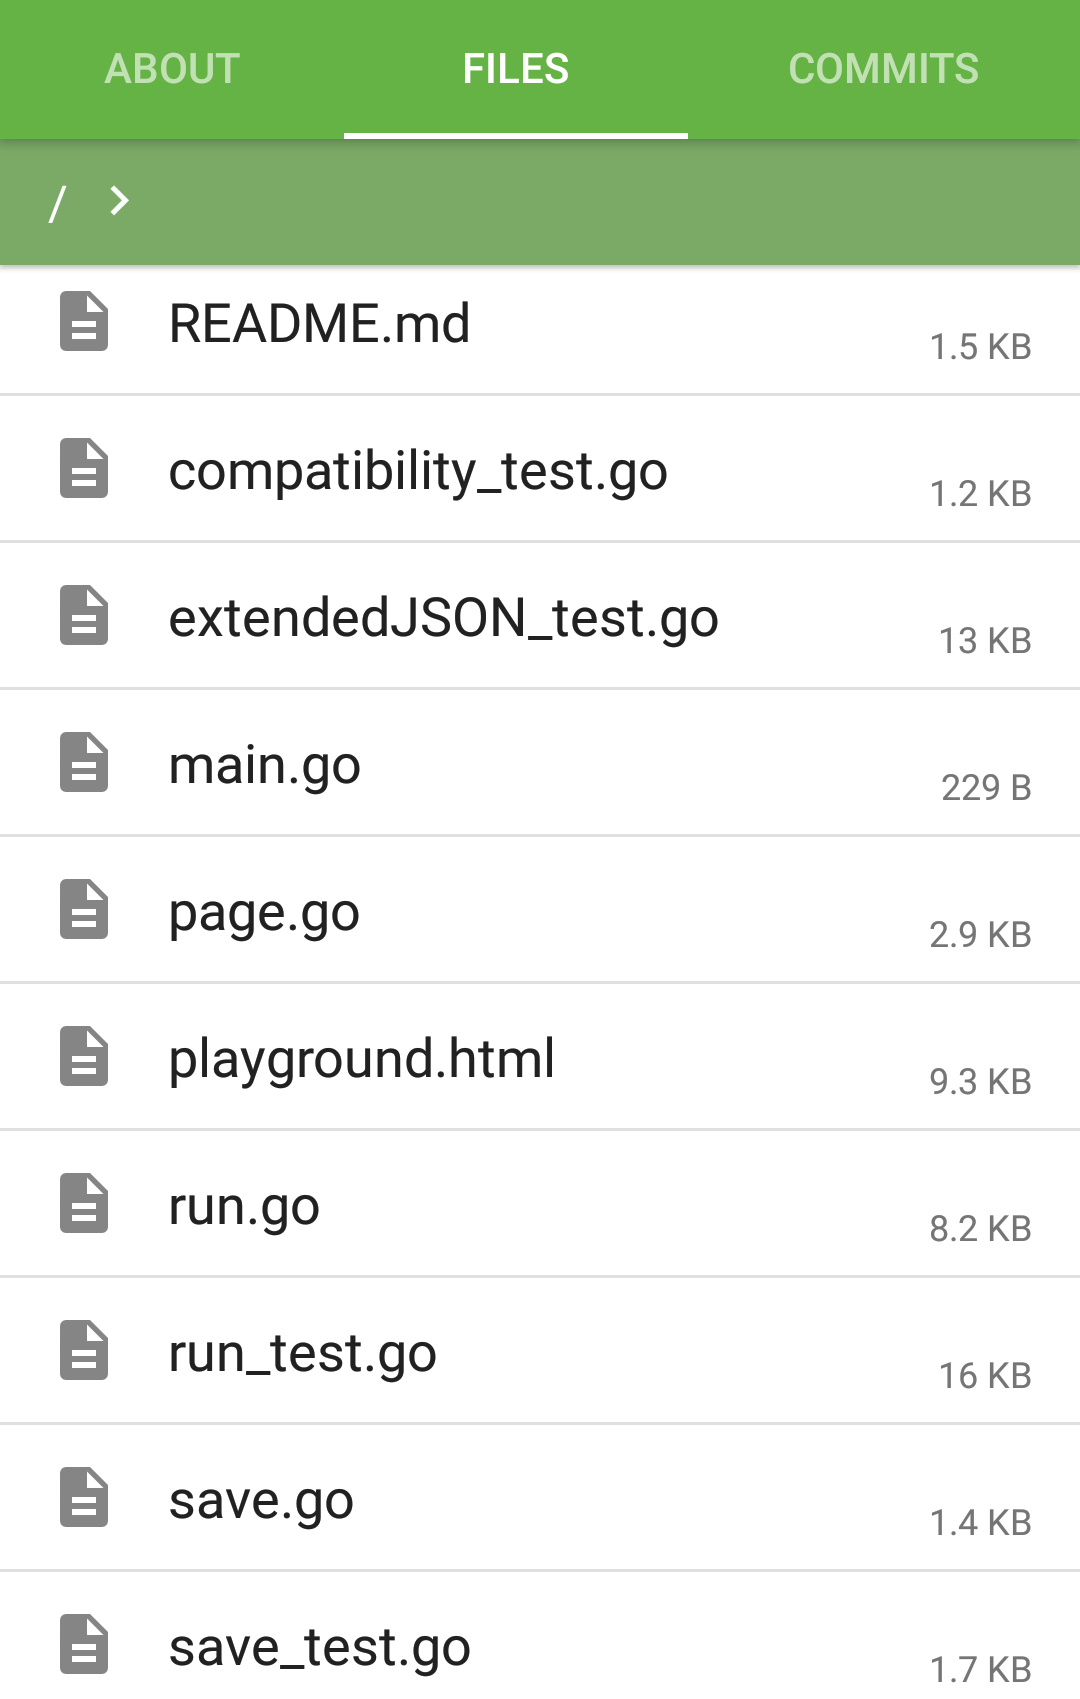 ABOUT FILES COMMITS
/ >
README.md 1.5 KB
compatibility_test.go 1.2 KB
extendedJSON_test.go 13 KB
main.go 229 B
page.go 2.9 KB
playground.html 9.3 KB
run.go 8.2 KB
run_test.go 16 KB
save.go 1.4 KB
save_test.go 1.7 KB